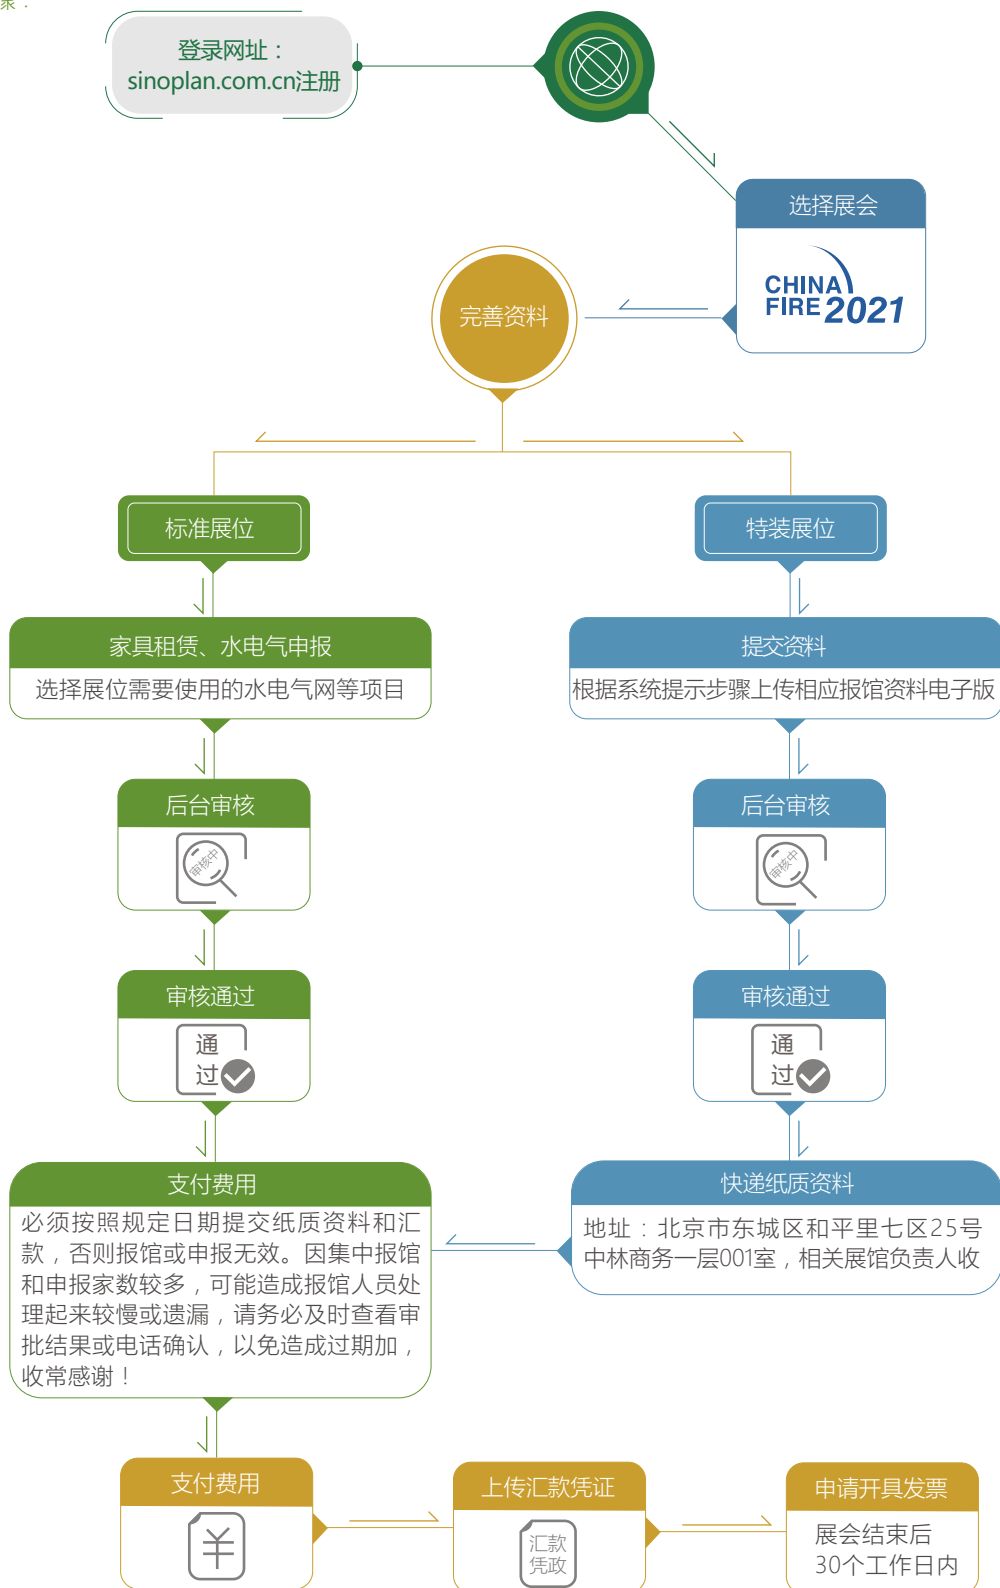 登录网址：
sinoplan.com.cn注册
选择展会
CHINA
FIRE 2021
完善资料
标准展位
特装展位
家具租赁、水电气申报
选择展位需要使用的水电气网等项目
提交资料
根据系统提示步骤上传相应报馆资料电子版
后台审核
审核中
后台审核
审核中
审核通过
通
过
审核通过
通
过
支付费用
必须按照规定日期提交纸质资料和汇
款，否则报馆或申报无效。因集中报馆
和申报家数较多，可能造成报馆人员处
理起来较慢或遗漏，请务必及时查看审
批结果或电话确认，以免造成过期加，
收常感谢！
快递纸质资料
地址：北京市东城区和平里七区25号
中林商务一层001室，相关展馆负责人收
支付费用
¥
上传汇款凭证
汇款
凭政
申请开具发票
展会结束后
30个工作日内